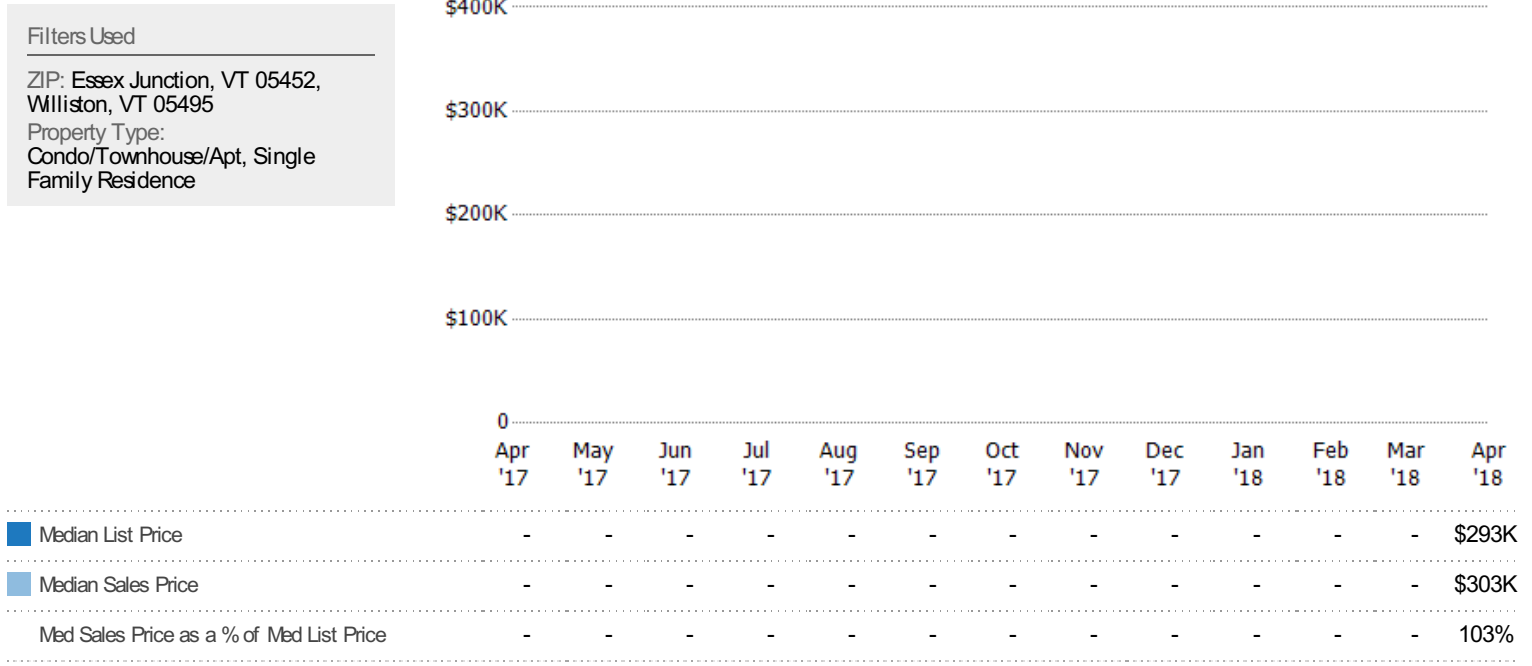 Filters Used
ZIP: Essex Junction, VT 05452,
Williston, VT 05495
Property Type:
Condo/Townhouse/Apt, Single
Family Residence
$400K
$300K
$200K
$100K
0
Apr May Jun Jul Aug Sep Oct Nov Dec Jan Feb Mar Apr
'17 '17 '17 '17 '17 '17 '17 '17 '17 '18 '18 '18 '18
Median List Price - - - - - - - - - - - - $293K
Median Sales Price - - - - - - - - - - - - $303K
Med Sales Price as a % of Med List Price - - - - - - - - - - - - 103%